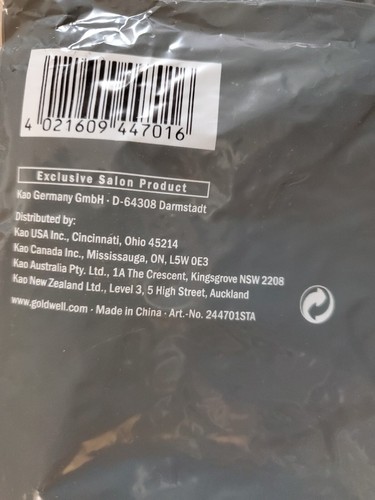 4 021609 447016
Exclusive Salon Product
Kao Germany GmbH · D-64308 Darmstadt
Distributed by:
Kao USA Inc., Cincinnati, Ohio 45214
Kao Canada Inc., Mississauga, ON, L5W 0E3
Kao Australia Pty. Ltd., 1A The Crescent, Kingsgrove NSW 2208
Kao New Zealand Ltd., Level 3, 5 High Street, Auckland
www.goldwell.com · Made in China · Art.-No. 244701STA